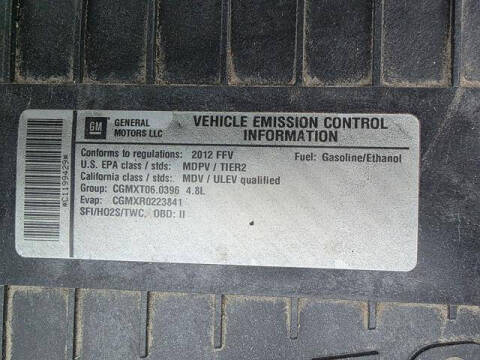 GM
GENERAL MOTORS LLC
VEHICLE EMISSION CONTROL
INFORMATION
Conforms to regulations: 2012 FFV Fuel: Gasoline/Ethanol
U.S. EPA class / stds: MDPV / TIER2
California class / stds: MDV / ULEV qualified
Group: CGMXT06.0396 4.8L
Evap: CGMXR0223841
SFI/HO2S/TWC, OBD: II
*C1199429*